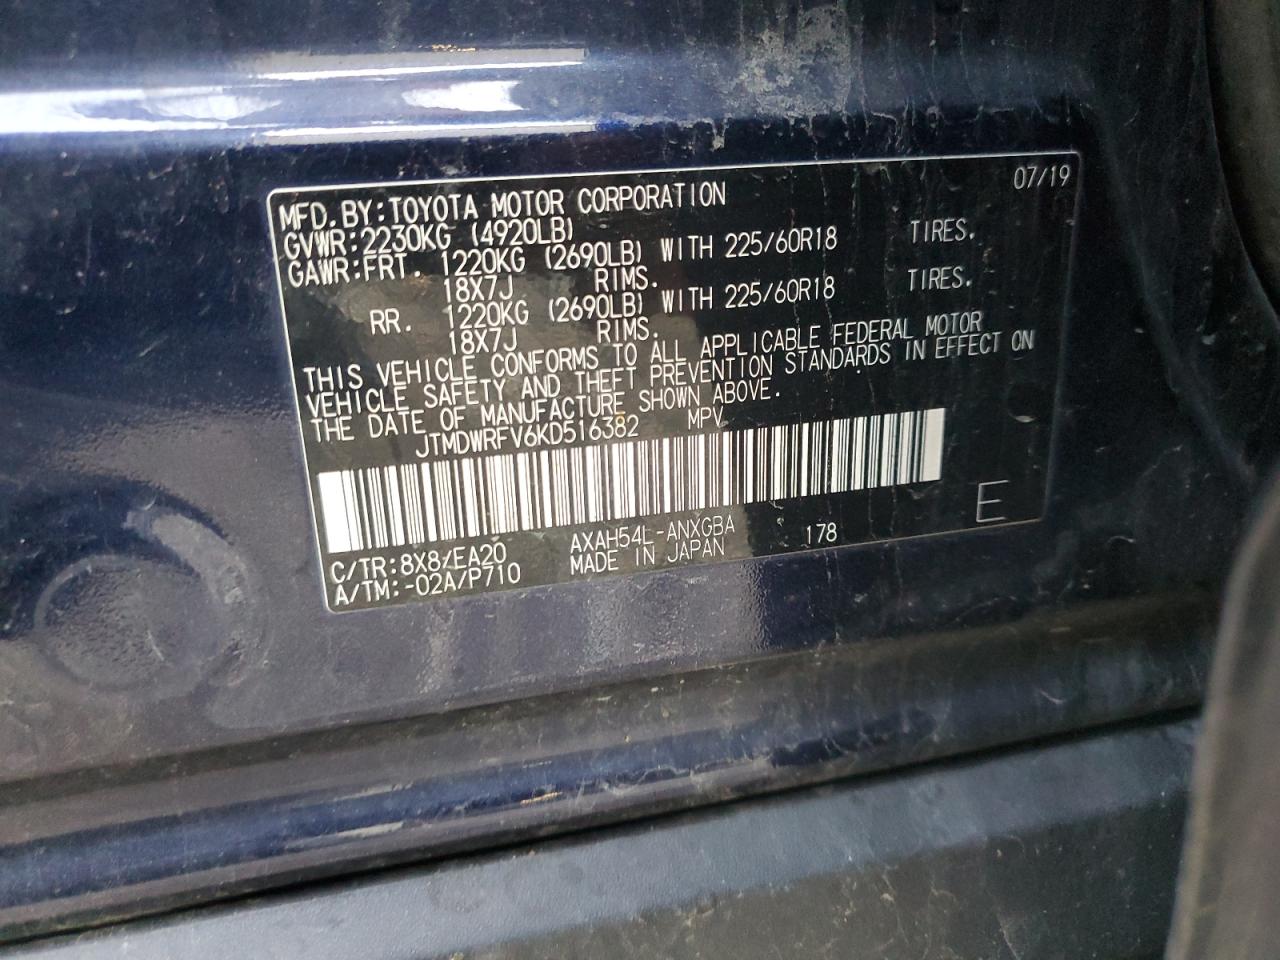 07/19
MFD. BY: TOYOTA MOTOR CORPORATION
GVWR: 2230KG (4920LB)
GAWR: FRT. 1220KG (2690LB) WITH 225/60R18 TIRES.
18X7J RIMS.
RR. 1220KG (2690LB) WITH 225/60R18 TIRES.
18X7J RIMS.
THIS VEHICLE CONFORMS TO ALL APPLICABLE FEDERAL MOTOR
VEHICLE SAFETY AND THEFT PREVENTION STANDARDS IN EFFECT ON
THE DATE OF MANUFACTURE SHOWN ABOVE.
JTMDWRFV6KD516382 MPV
C/TR: 8X8/EA20 AXAH54L-ANXGBA 178 E
A/TM: -02A/P710 MADE IN JAPAN